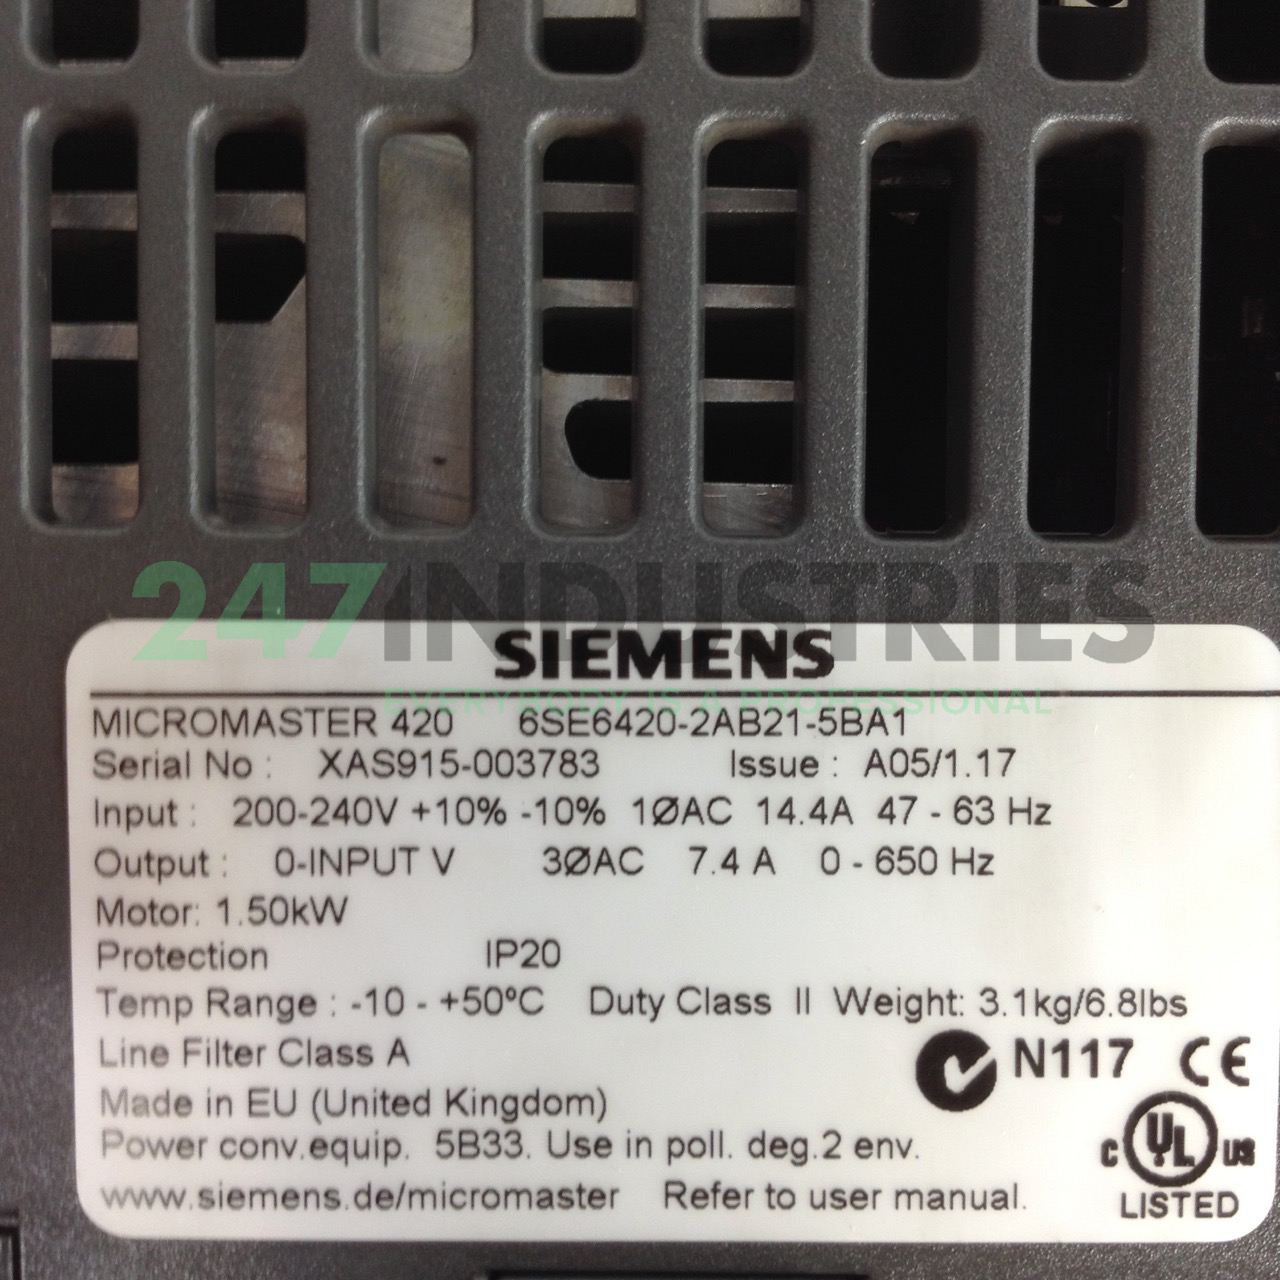 247INDUSTRIES
SIEMENS
EVERYBODY IS A PROFESSIONAL
MICROMASTER 420 6SE6420-2AB21-5BA1
Serial No : XAS915-003783 Issue : A05/1.17
Input : 200-240V +10% -10% 1ØAC 14.4A 47 - 63 Hz
Output : 0-INPUT V 3ØAC 7.4 A 0 - 650 Hz
Motor: 1.50kW
Protection IP20
Temp Range : -10 - +50ºC Duty Class II Weight: 3.1kg/6.8lbs
Line Filter Class A N117 CE
Made in EU (United Kingdom)
Power conv.equip. 5B33. Use in poll. deg.2 env. C UL US
www.siemens.de/micromaster Refer to user manual. LISTED